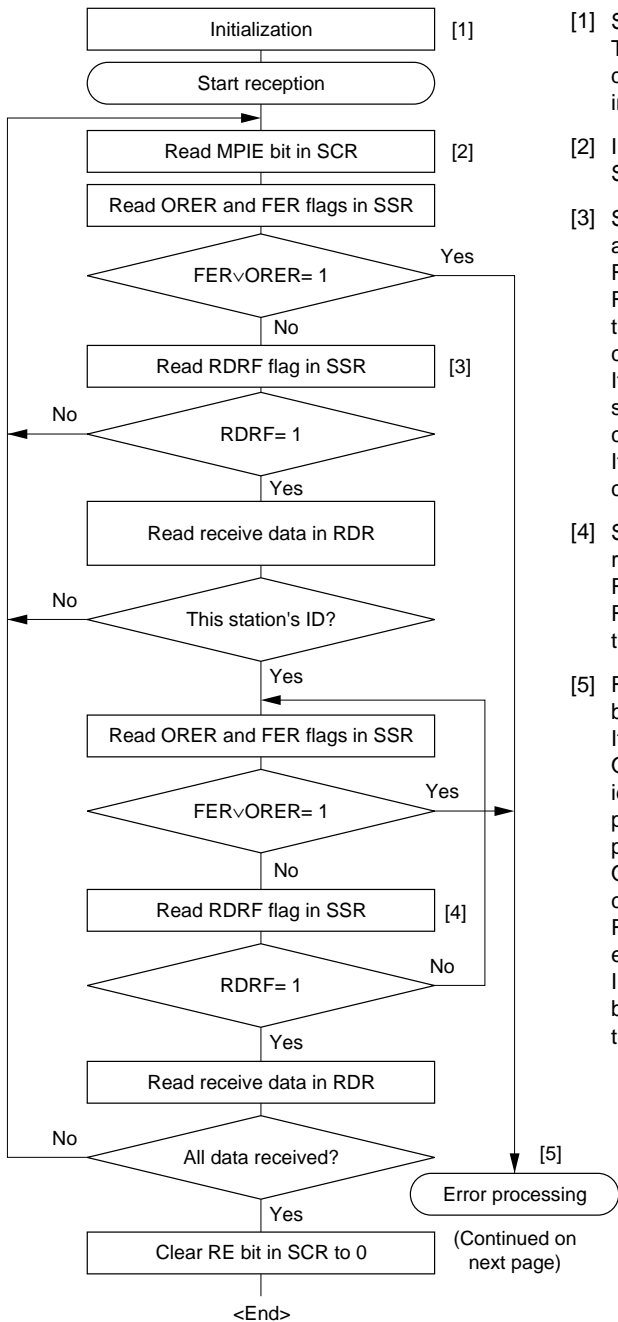 Initialization [1]
Start reception
Read MPIE bit in SCR [2]
Read ORER and FER flags in SSR
FER∨ORER= 1
Yes
No
Read RDRF flag in SSR [3]
No
RDRF= 1
Yes
Read receive data in RDR
No
This station's ID?
Yes
Read ORER and FER flags in SSR
FER∨ORER= 1
Yes
No
Read RDRF flag in SSR [4]
RDRF= 1
No
Yes
Read receive data in RDR
No
All data received?
Yes
[5]
Error processing
(Continued on
next page)
Clear RE bit in SCR to 0
<End>
[1]
[2]
[3]
[4]
[5]